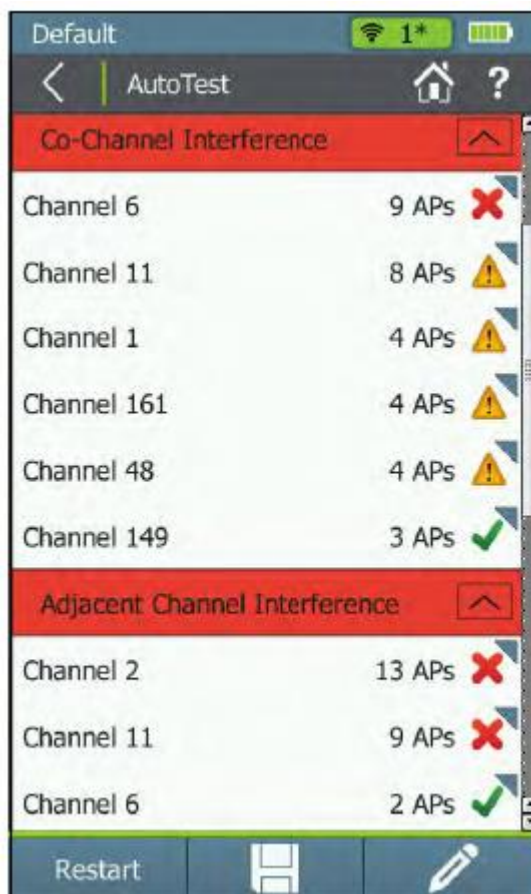 Default 1*
AutoTest ?
Co-Channel Interference
Channel 6 9 APs
Channel 11 8 APs
Channel 1 4 APs
Channel 161 4 APs
Channel 48 4 APs
Channel 149 3 APs
Adjacent Channel Interference
Channel 2 13 APs
Channel 11 9 APs
Channel 6 2 APs
Restart